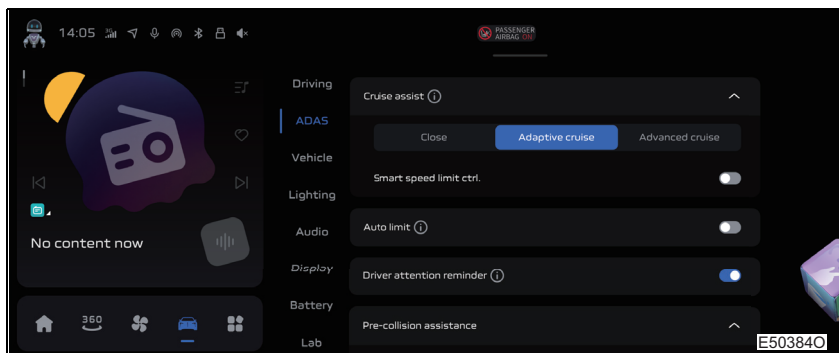 14:05 3G
PASSENGER
AIRBAG ON
No content now
360
Driving
ADAS
Vehicle
Lighting
Audio
Display
Battery
Lab
Cruise assist
Close Adaptive cruise Advanced cruise
Smart speed limit ctrl.
Auto limit
Driver attention reminder
Pre-collision assistance
E50384O